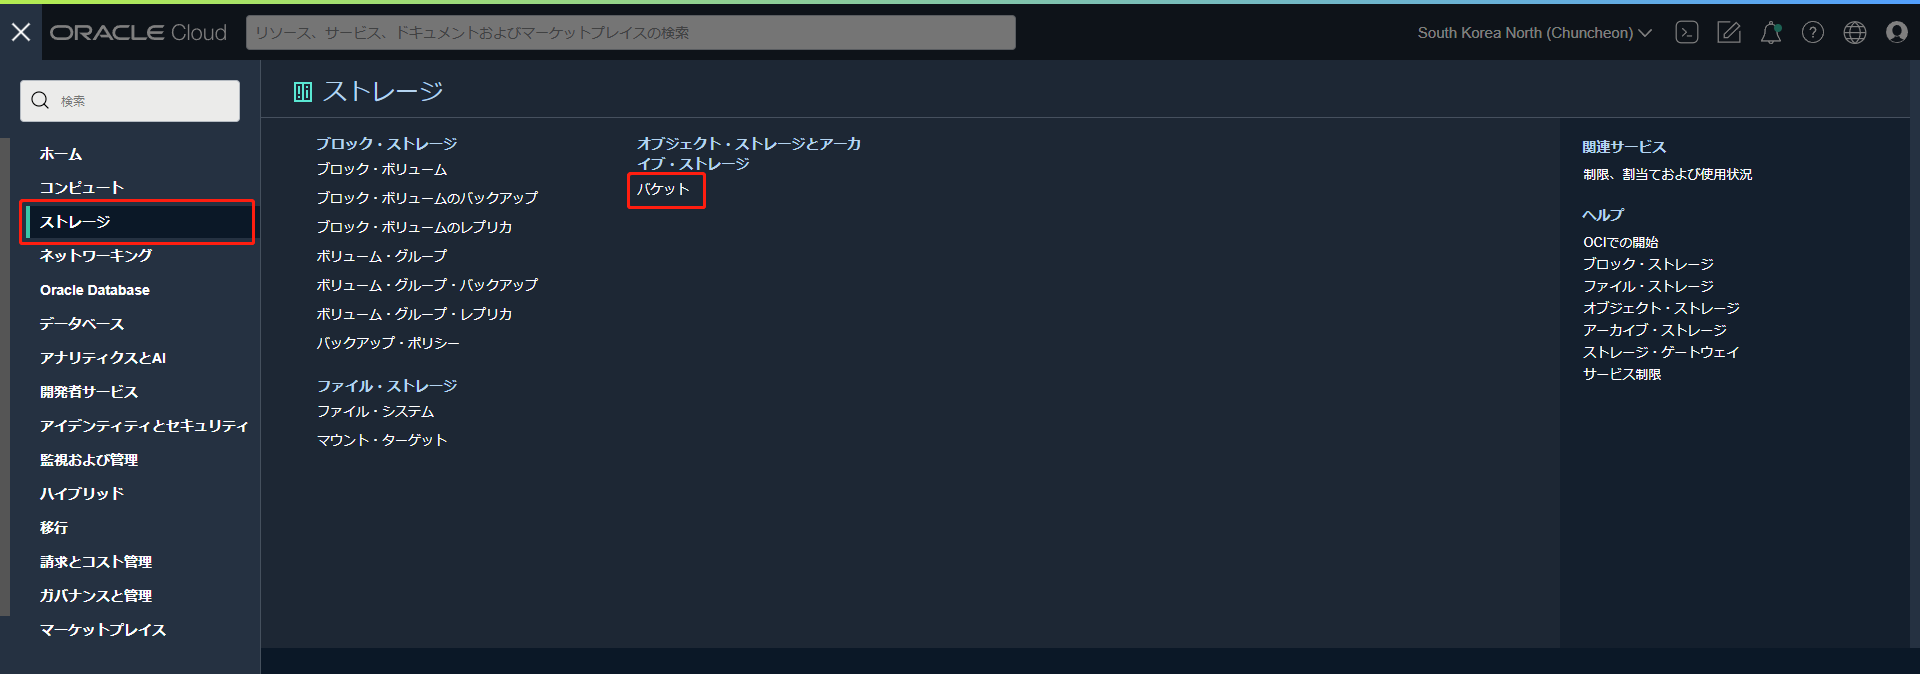 ORACLE Cloud
リソース、サービス、ドキュメントおよびマーケットプレイスの検索
South Korea North (Chuncheon)
検索
ホーム
コンピュート
ストレージ
ネットワーキング
Oracle Database
データベース
アナリティクスとAI
開発者サービス
アイデンティティとセキュリティ
監視および管理
ハイブリッド
移行
請求とコスト管理
ガバナンスと管理
マーケットプレイス
ストレージ
ブロック・ストレージ
ブロック・ボリューム
ブロック・ボリュームのバックアップ
ブロック・ボリュームのレプリカ
ボリューム・グループ
ボリューム・グループ・バックアップ
ボリューム・グループ・レプリカ
バックアップ・ポリシー
ファイル・ストレージ
ファイル・システム
マウント・ターゲット
オブジェクト・ストレージとアーカ
イブ・ストレージ
バケット
関連サービス
制限、割当ておよび使用状況
ヘルプ
OCIでの開始
ブロック・ストレージ
ファイル・ストレージ
オブジェクト・ストレージ
アーカイブ・ストレージ
ストレージ・ゲートウェイ
サービス制限